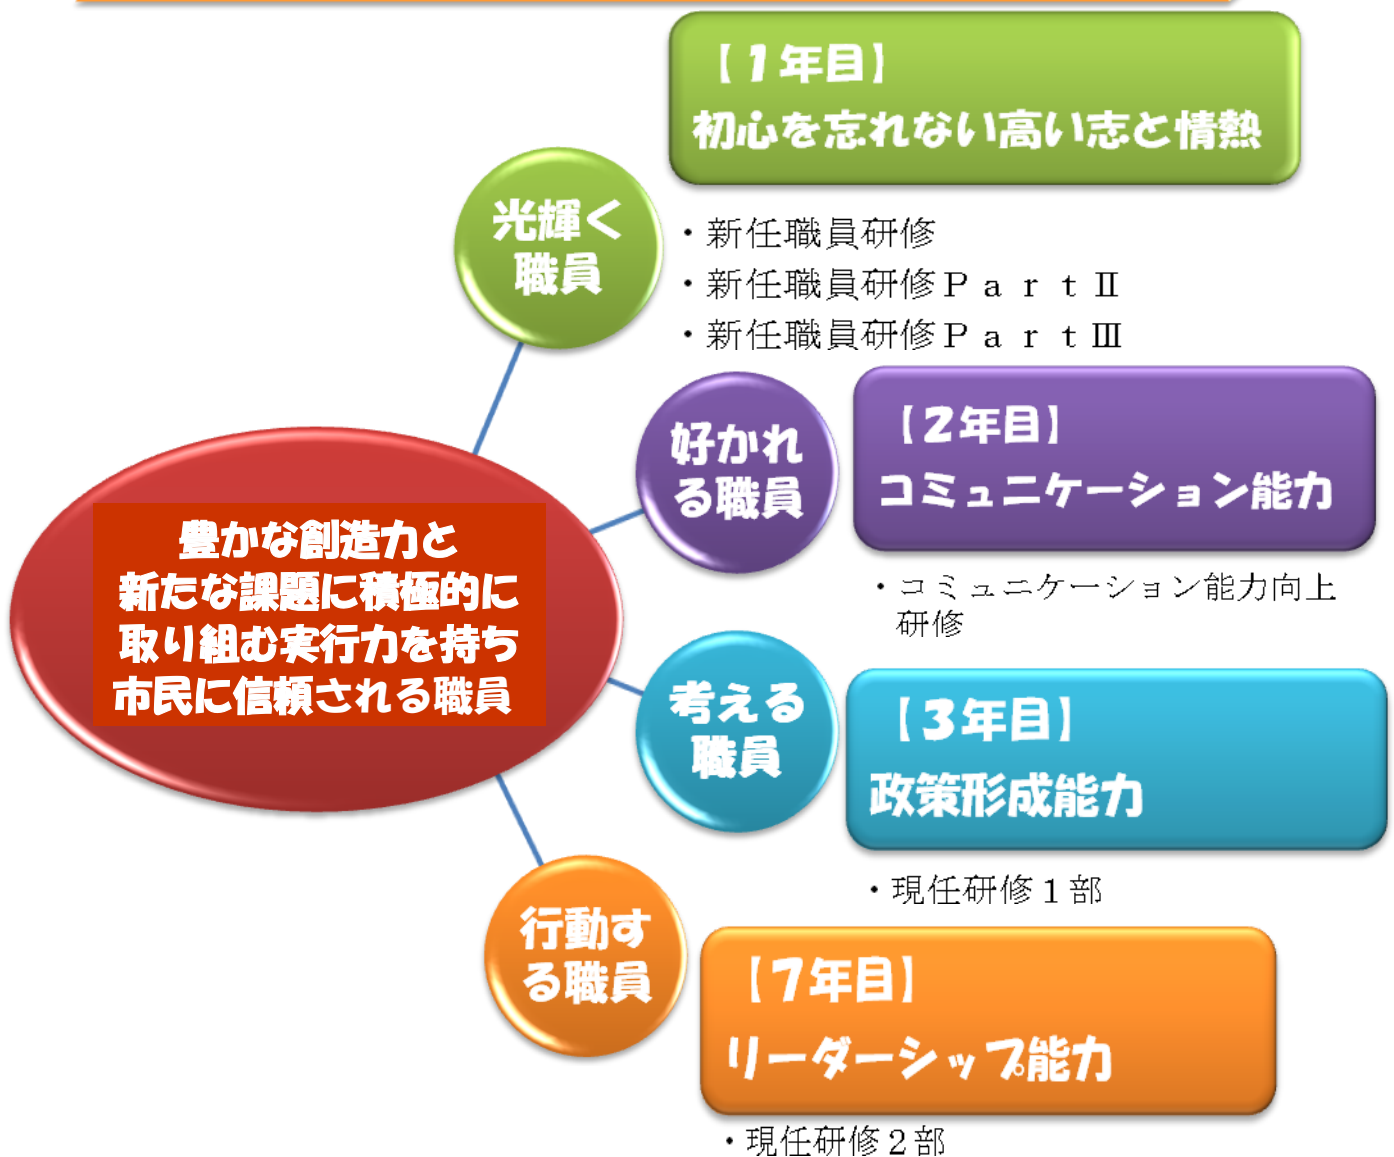 【1年目】
初心を忘れない高い志と情熱
光輝く
職員
・新任職員研修
・新任職員研修ＰａｒｔⅡ
・新任職員研修ＰａｒｔⅢ
好かれ
る職員
【2年目】
コミュニケーション能力
・コミュニケーション能力向上
研修
豊かな創造力と
新たな課題に積極的に
取り組む実行力を持ち
市民に信頼される職員
考える
職員
【3年目】
政策形成能力
・現任研修１部
行動す
る職員
【7年目】
リーダーシップ能力
・現任研修２部